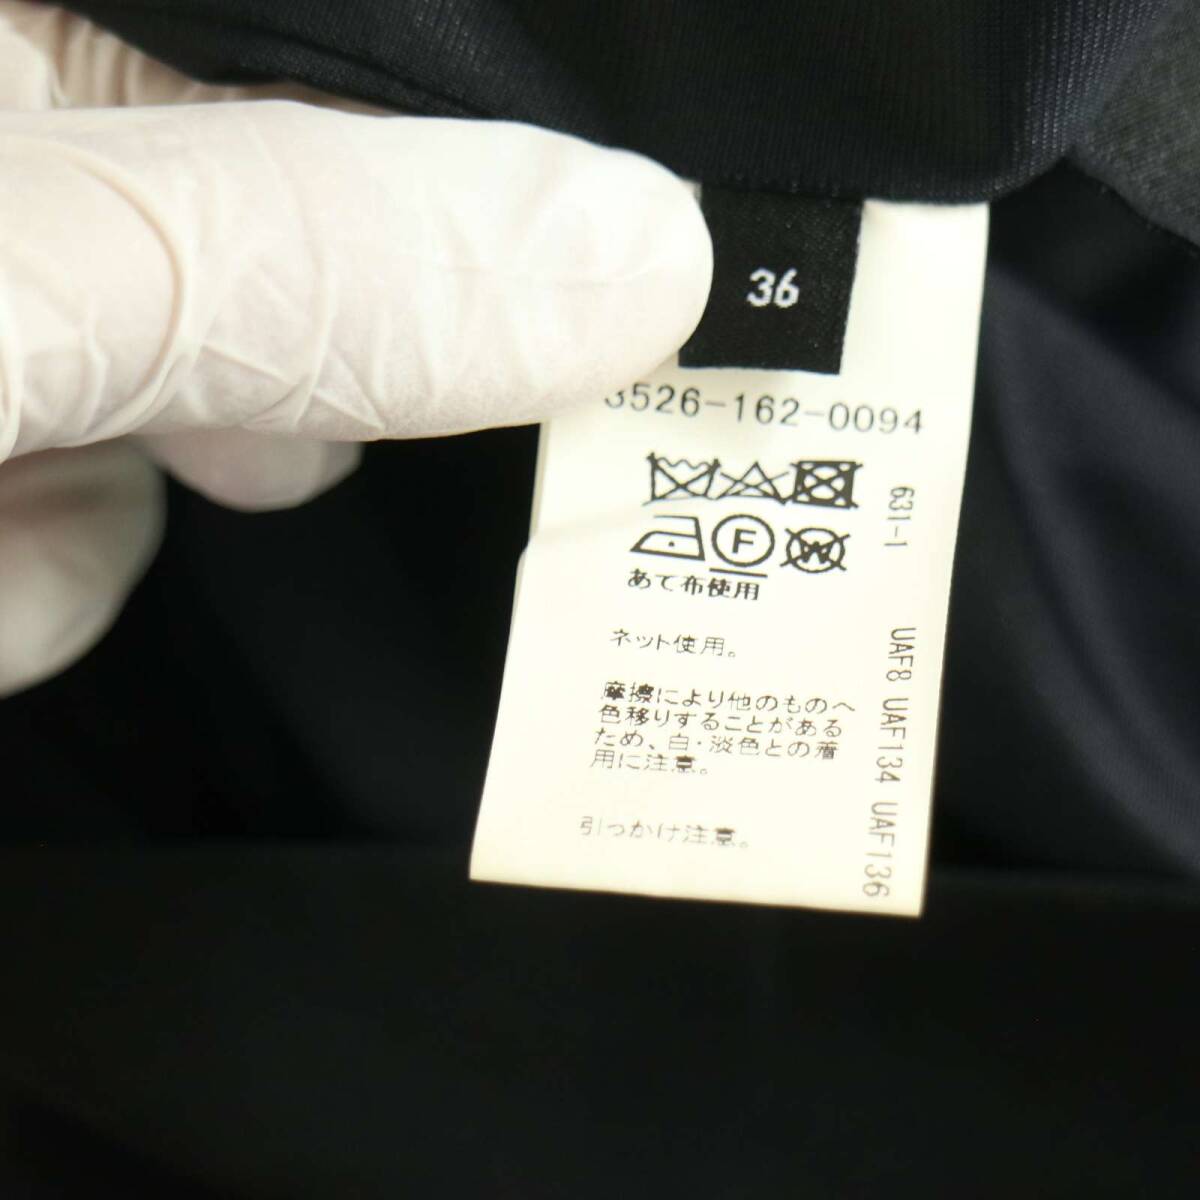 36
3526-162-0094
F
W
あて布使用
ネット使用。
摩擦により他のものへ
色移りすることがある
ため、白・淡色との着
用に注意。
引っかけ注意。
631-1
UAF8 UAF134 UAF136